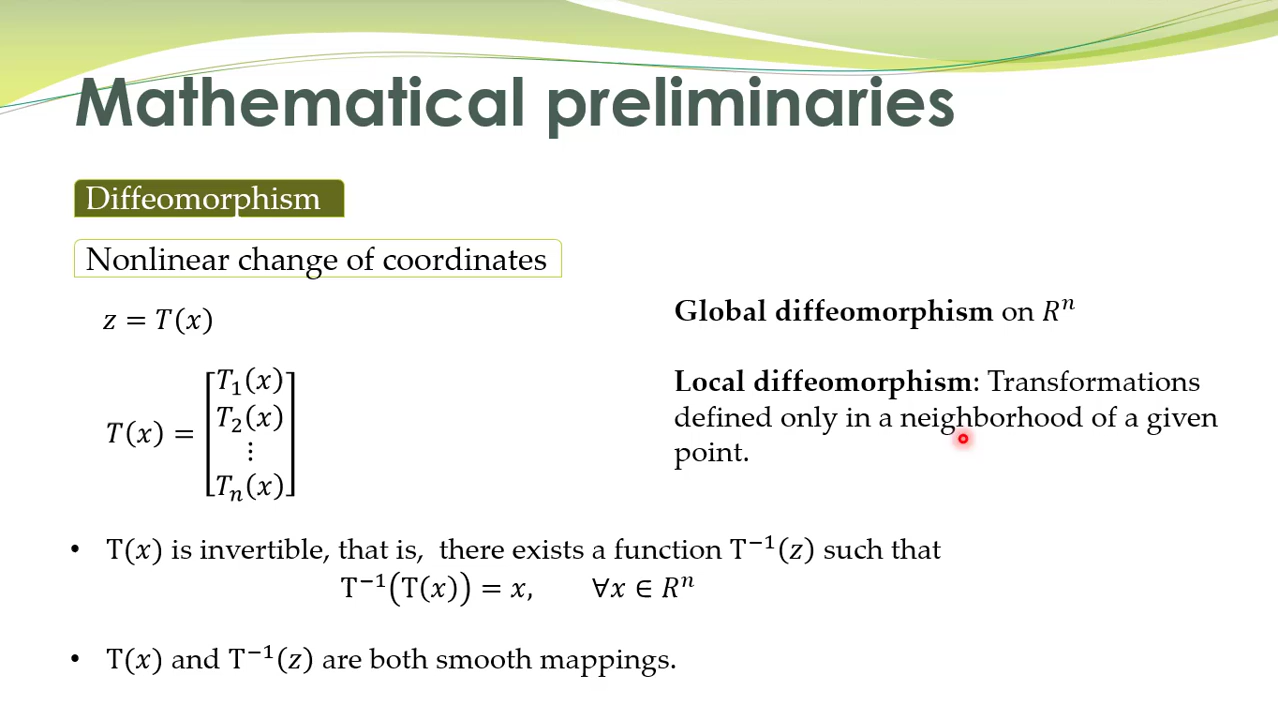 Mathematical preliminaries
Diffeomorphism
Nonlinear change of coordinates
z = T(x)
T(x) = [T₁(x)
T₂(x)
⋮
Tₙ(x)]
Global diffeomorphism on Rⁿ
Local diffeomorphism: Transformations
defined only in a neighborhood of a given
point.
• T(x) is invertible, that is, there exists a function T⁻¹(z) such that
T⁻¹(T(x)) = x, ∀x ∈ Rⁿ
• T(x) and T⁻¹(z) are both smooth mappings.